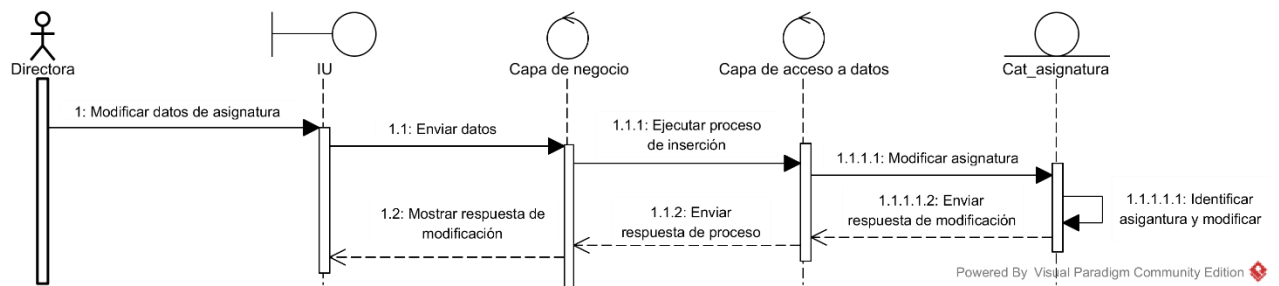 Directora
IU
Capa de negocio
Capa de acceso a datos
Cat_asignatura
1: Modificar datos de asignatura
1.1: Enviar datos
1.1.1: Ejecutar proceso
de inserción
1.1.1.1: Modificar asignatura
1.1.1.1.1: Identificar
asigantura y modificar
1.1.1.1.2: Enviar
respuesta de modificación
1.1.2: Enviar
respuesta de proceso
1.2: Mostrar respuesta de
modificación
Powered By Visual Paradigm Community Edition